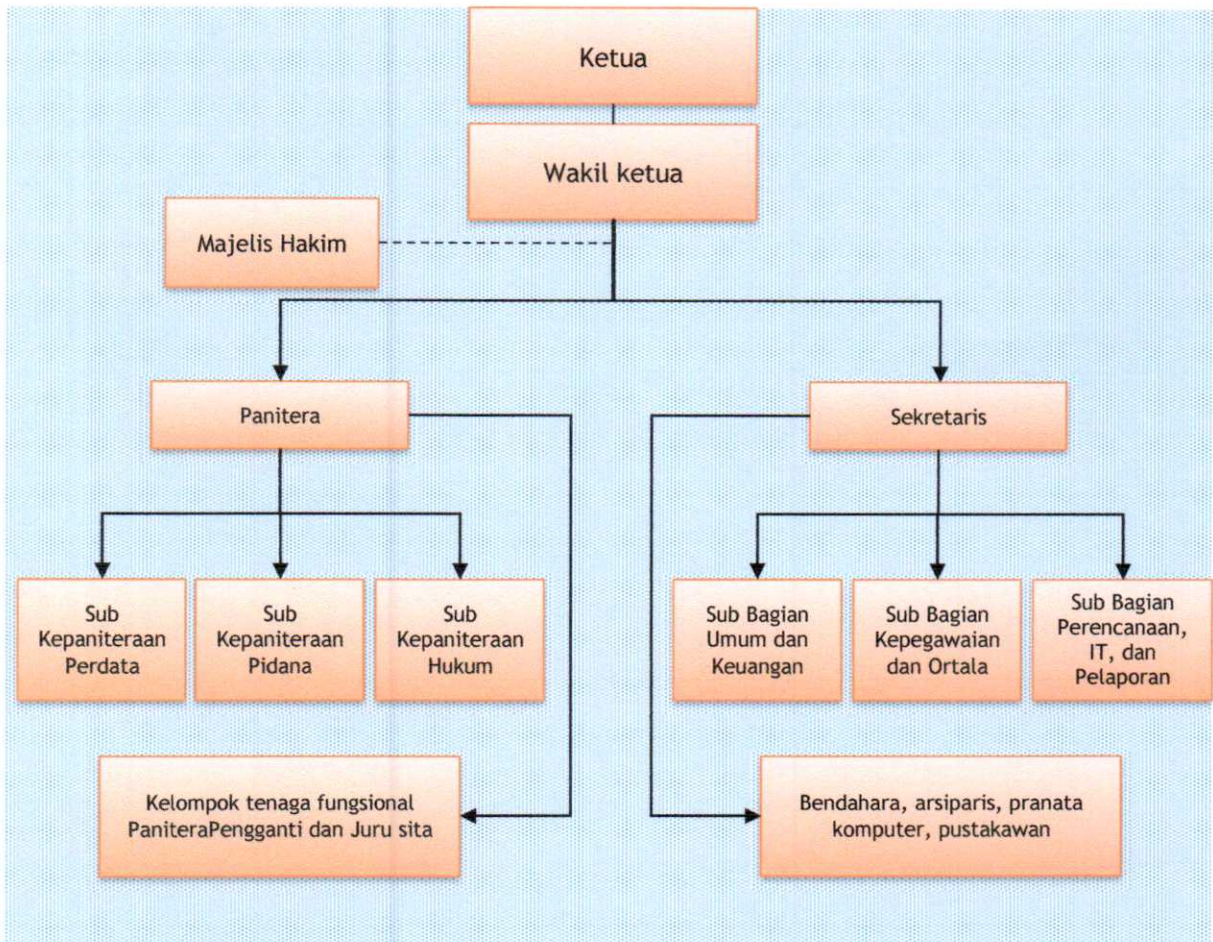 Ketua
Wakil ketua
Majelis Hakim
Panitera
Sekretaris
Sub
Kepaniteraan
Perdata
Sub
Kepaniteraan
Pidana
Sub
Kepaniteraan
Hukum
Sub Bagian
Umum dan
Keuangan
Sub Bagian
Kepegawaian
dan Ortala
Sub Bagian
Perencanaan,
IT, dan
Pelaporan
Kelompok tenaga fungsional
PaniteraPengganti dan Juru sita
Bendahara, arsiparis, pranata
komputer, pustakawan